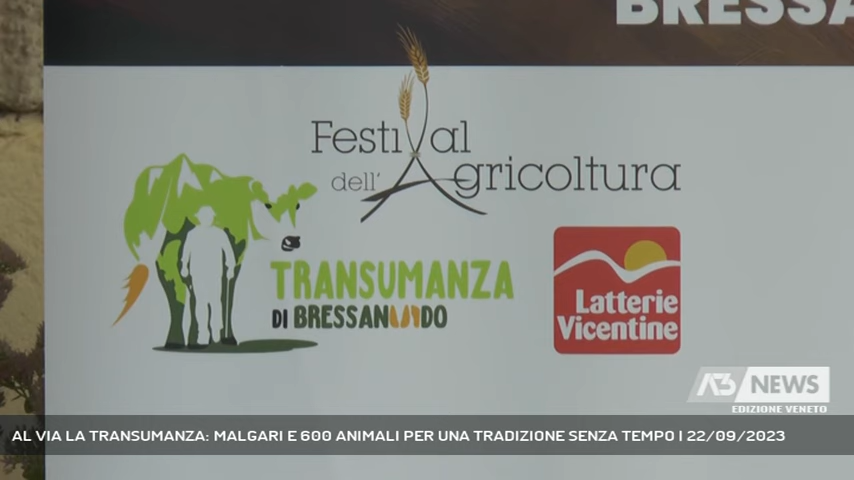 BRESSA
Festival
dell'Agricoltura
TRANSUMANZA
DI BRESSANVIDO
Latterie
Vicentine
A3 NEWS
EDIZIONE VENETO
AL VIA LA TRANSUMANZA: MALGARI E 600 ANIMALI PER UNA TRADIZIONE SENZA TEMPO | 22/09/2023